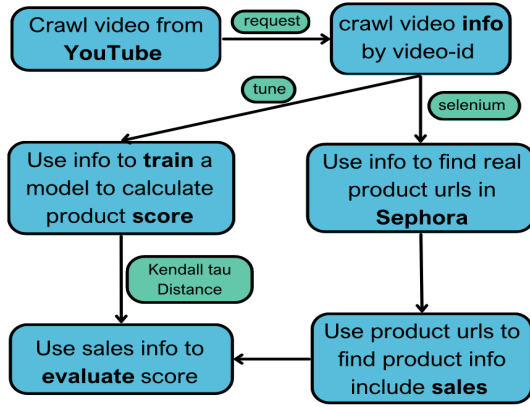 Crawl video from
YouTube
request
crawl video info
by video-id
tune
selenium
Use info to train a
model to calculate
product score
Use info to find real
product urls in
Sephora
Kendall tau
Distance
Use sales info to
evaluate score
Use product urls to
find product info
include sales